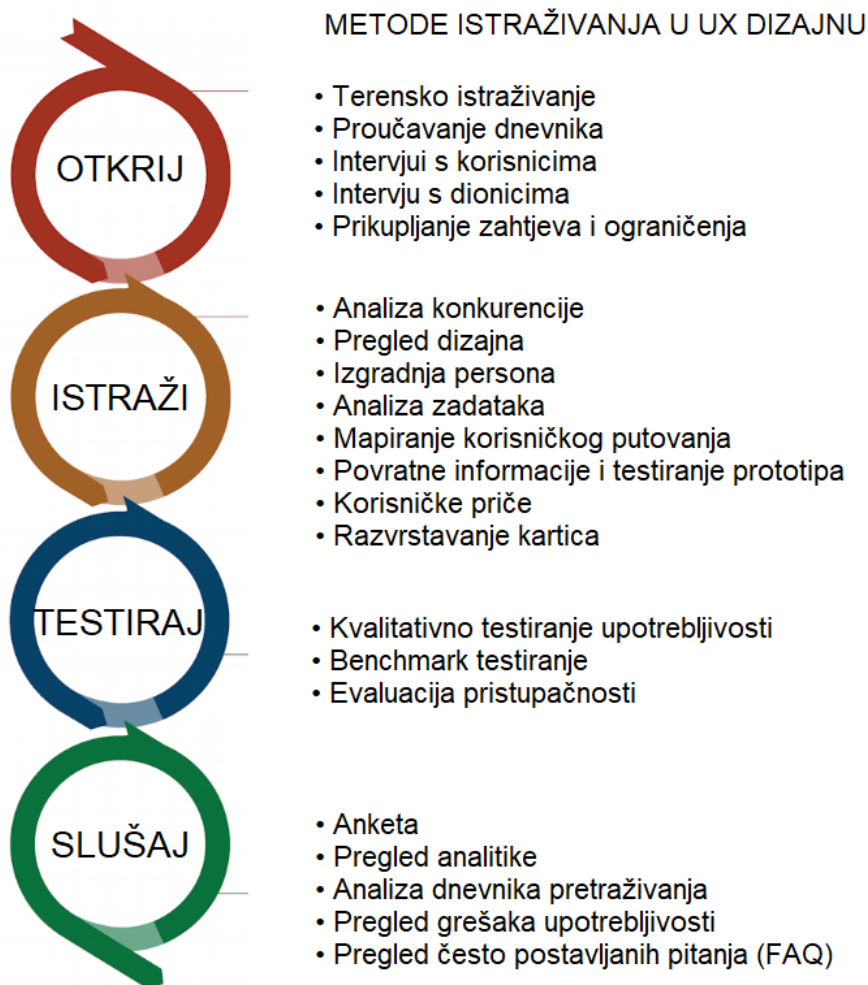 METODE ISTRAŽIVANJA U UX DIZAJNU
OTKRIJ
• Terensko istraživanje
• Proučavanje dnevnika
• Intervjui s korisnicima
• Intervju s dionicima
• Prikupljanje zahtjeva i ograničenja
ISTRAŽI
• Analiza konkurencije
• Pregled dizajna
• Izgradnja persona
• Analiza zadataka
• Mapiranje korisničkog putovanja
• Povratne informacije i testiranje prototipa
• Korisničke priče
• Razvrstavanje kartica
TESTIRAJ
• Kvalitativno testiranje upotrebljivosti
• Benchmark testiranje
• Evaluacija pristupačnosti
SLUŠAJ
• Anketa
• Pregled analitike
• Analiza dnevnika pretraživanja
• Pregled grešaka upotrebljivosti
• Pregled često postavljanih pitanja (FAQ)